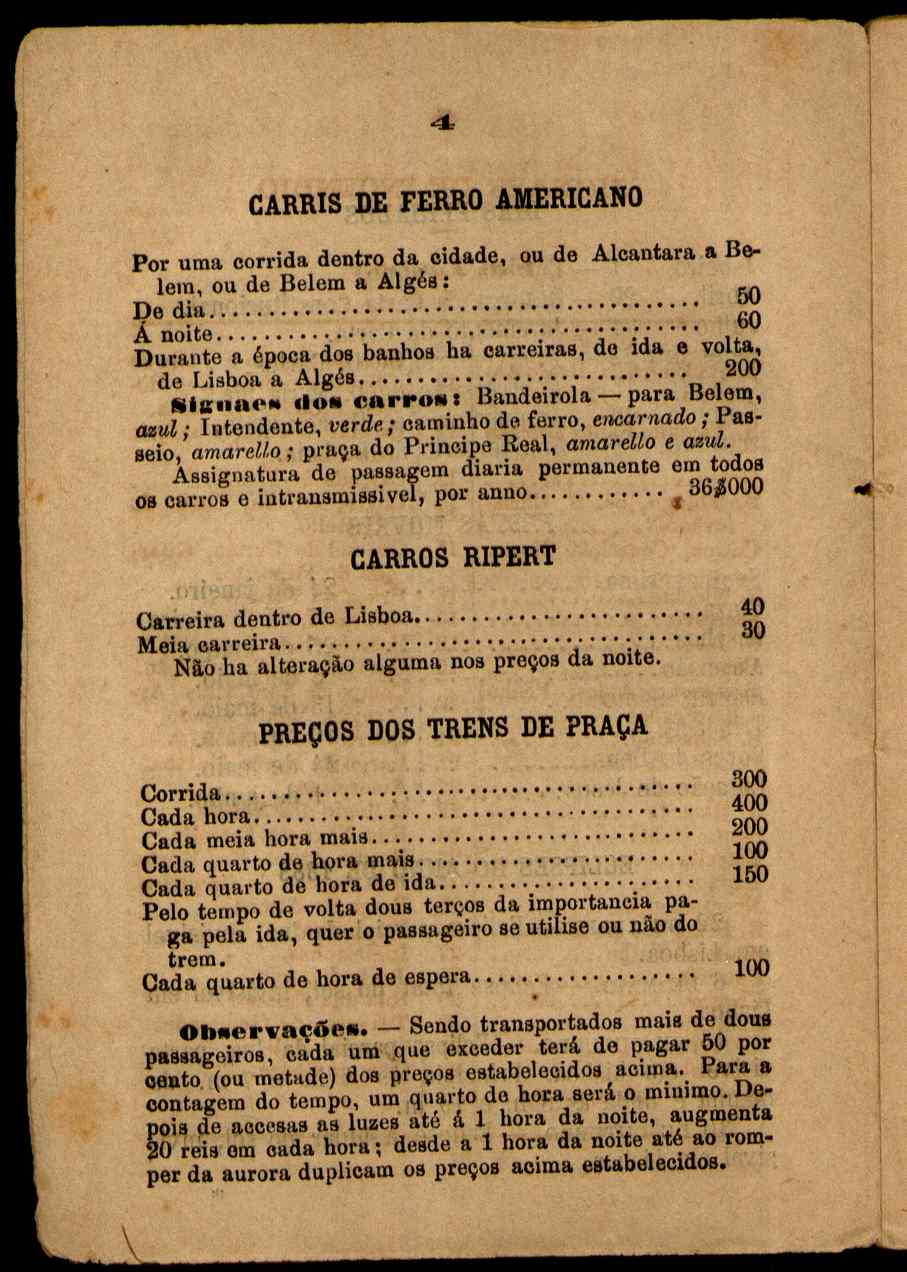 4
CARRIS DE FERRO AMERICANO
Por uma corrida dentro da cidade, ou de Alcantara a Be-
lem, ou de Belem a Algés:
De dia........................................ 50
Á noite........................................ 60
Durante a época dos banhos ha carreiras, de ida e volta,
de Lisboa a Algés............................ 200
Signaes dos carros: Bandeirola — para Belem,
azul; Intendente, verde; caminho de ferro, encarnado; Pas-
seio, amarello; praça do Principe Real, amarello e azul.
Assignatura de passagem diaria permanente em todos
os carros e intransmissivel, por anno............ 36$000
CARROS RIPERT
Carreira dentro de Lisboa......................... 40
Meia carreira.................................... 30
Não ha alteração alguma nos preços da noite.
PREÇOS DOS TRENS DE PRAÇA
Corrida........................................ 300
Cada hora...................................... 400
Cada meia hora mais............................ 200
Cada quarto de hora mais........................ 100
Cada quarto de hora de ida...................... 150
Pelo tempo de volta dous terços da importancia pa-
ga pela ida, quer o passageiro se utilise ou não do
trem.
Cada quarto de hora de espera................... 100
Observações. — Sendo transportados mais de dous
passageiros, cada um que exceder terá de pagar 50 por
cento (ou metade) dos preços estabelecidos acima. Para a
contagem do tempo, um quarto de hora será o minimo. De-
pois de accesas as luzes até á 1 hora da noite, augmenta
20 reis em cada hora; desde a 1 hora da noite até ao rom-
per da aurora duplicam os preços acima estabelecidos.